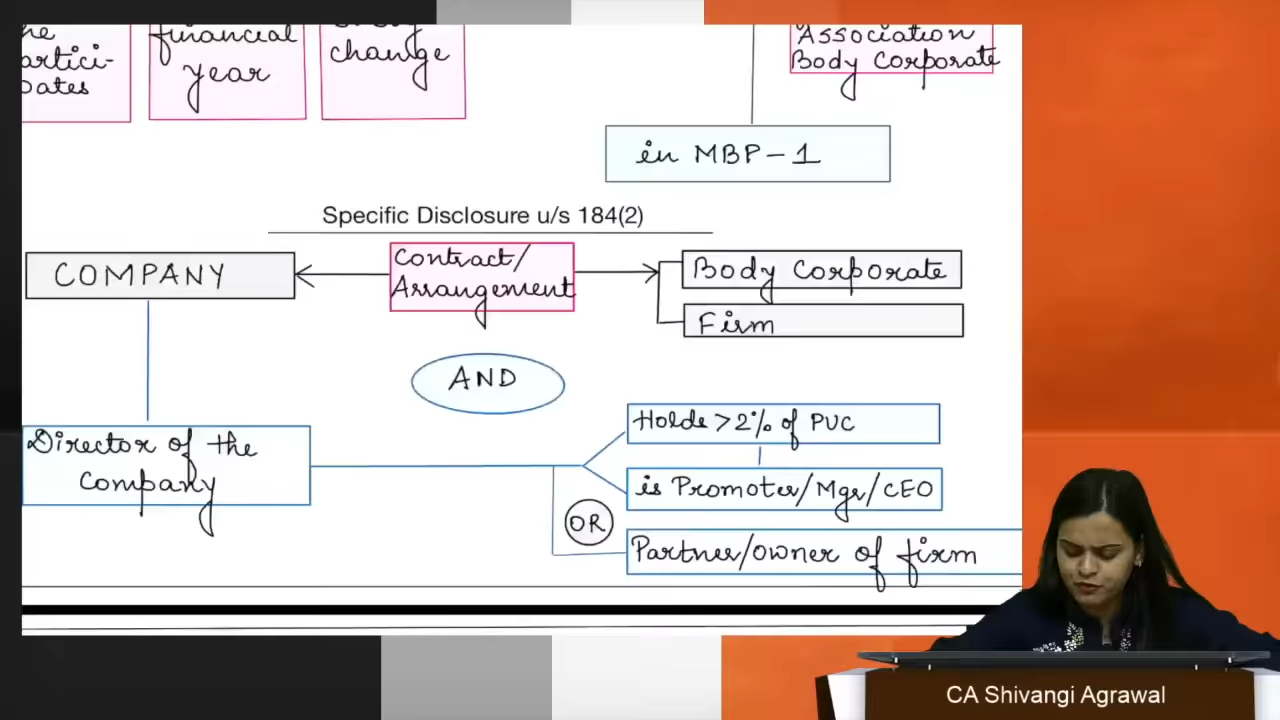 financial
year
change
Association
Body Corporate
in MBP-1
Specific Disclosure u/s 184(2)
COMPANY
Contract/
Arrangement
Body Corporate
Firm
AND
Director of the
Company
Holds > 2% of PUC
is Promoter/Mgr/CEO
OR
Partner/owner of firm
CA Shivangi Agrawal